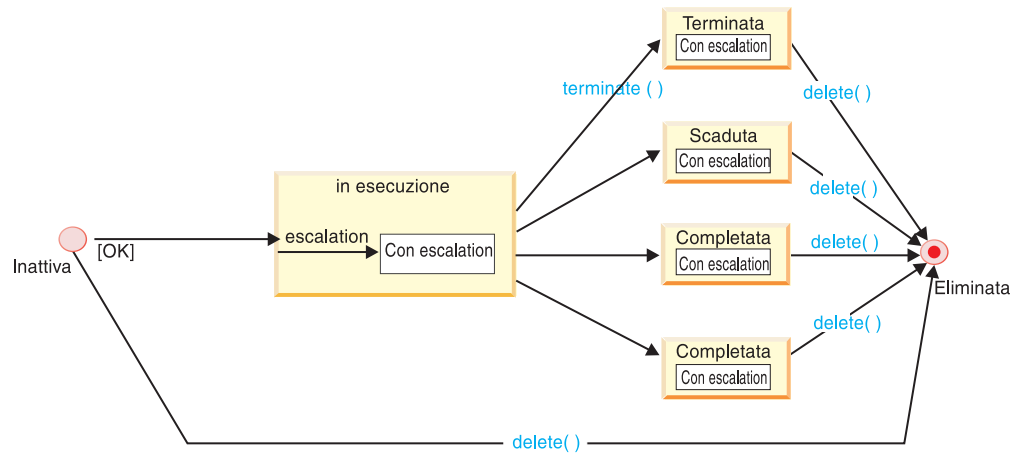 Terminata
Con escalation
terminate ( )
delete( )
Scaduta
Con escalation
delete( )
in esecuzione
escalation
Con escalation
[OK]
Inattiva
Completata
Con escalation
delete( )
Eliminata
Completata
Con escalation
delete( )
delete( )